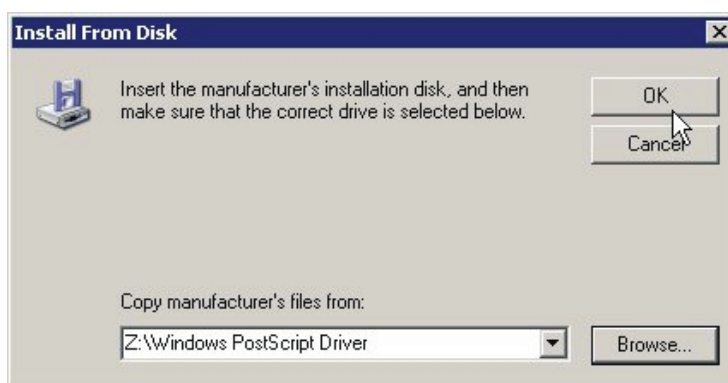 Install From Disk
Insert the manufacturer's installation disk, and then
make sure that the correct drive is selected below.
OK
Cancel
Copy manufacturer's files from:
Z:\Windows PostScript Driver
Browse...